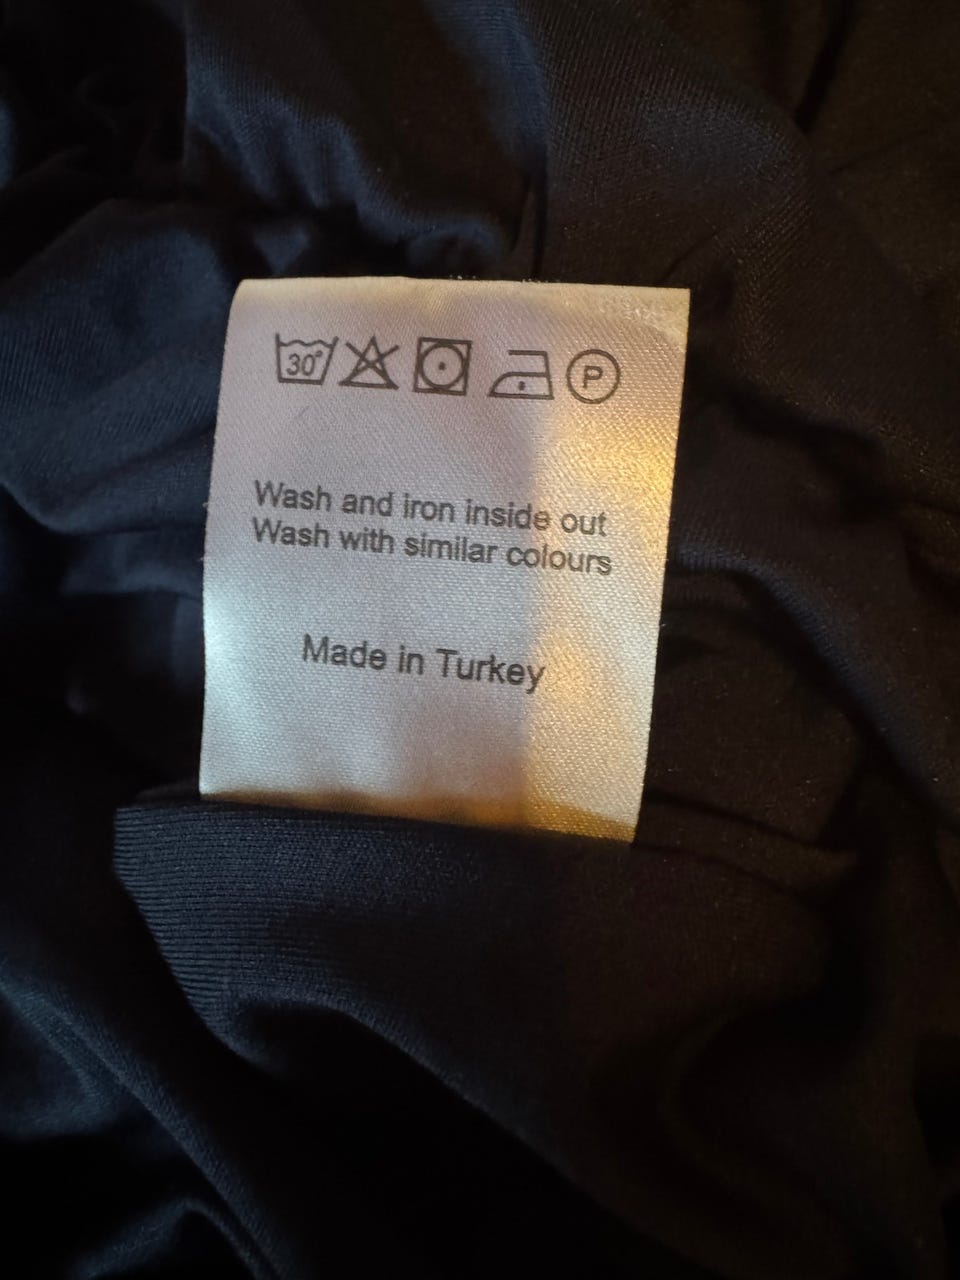 30°
P
Wash and iron inside out
Wash with similar colours
Made in Turkey